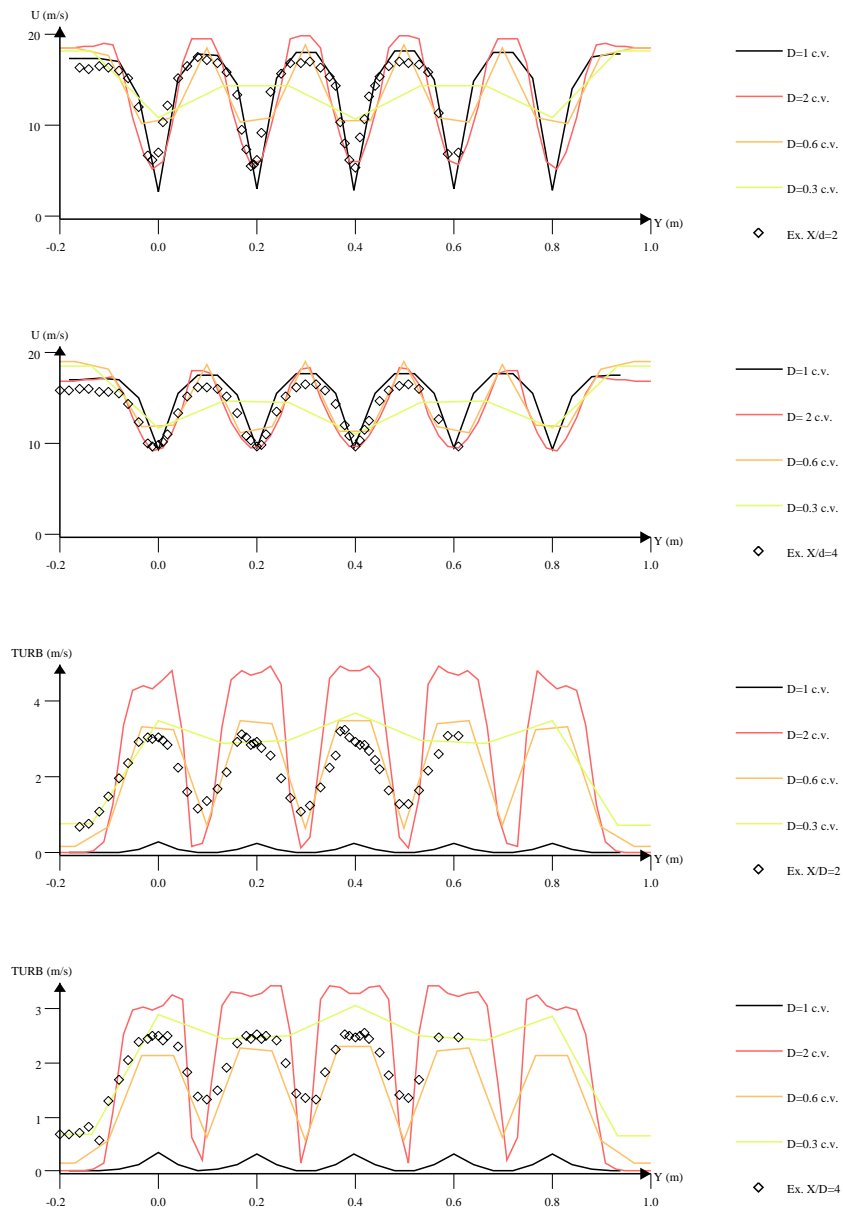 U (m/s)
20
10
0
-0.2 0.0 0.2 0.4 0.6 0.8 1.0
Y (m)
D=1 c.v.
D=2 c.v.
D=0.6 c.v.
D=0.3 c.v.
Ex. X/d=2
U (m/s)
20
10
0
-0.2 0.0 0.2 0.4 0.6 0.8 1.0
Y (m)
D=1 c.v.
D= 2 c.v.
D=0.6 c.v.
D=0.3 c.v.
Ex. X/d=4
TURB (m/s)
4
2
0
-0.2 0.0 0.2 0.4 0.6 0.8 1.0
Y (m)
D=1 c.v.
D=2 c.v.
D=0.6 c.v.
D=0.3 c.v.
Ex. X/D=2
TURB (m/s)
3
2
1
0
-0.2 0.0 0.2 0.4 0.6 0.8 1.0
Y (m)
D=1 c.v.
D=2 c.v.
D=0.6 c.v.
D=0.3 c.v.
Ex. X/D=4